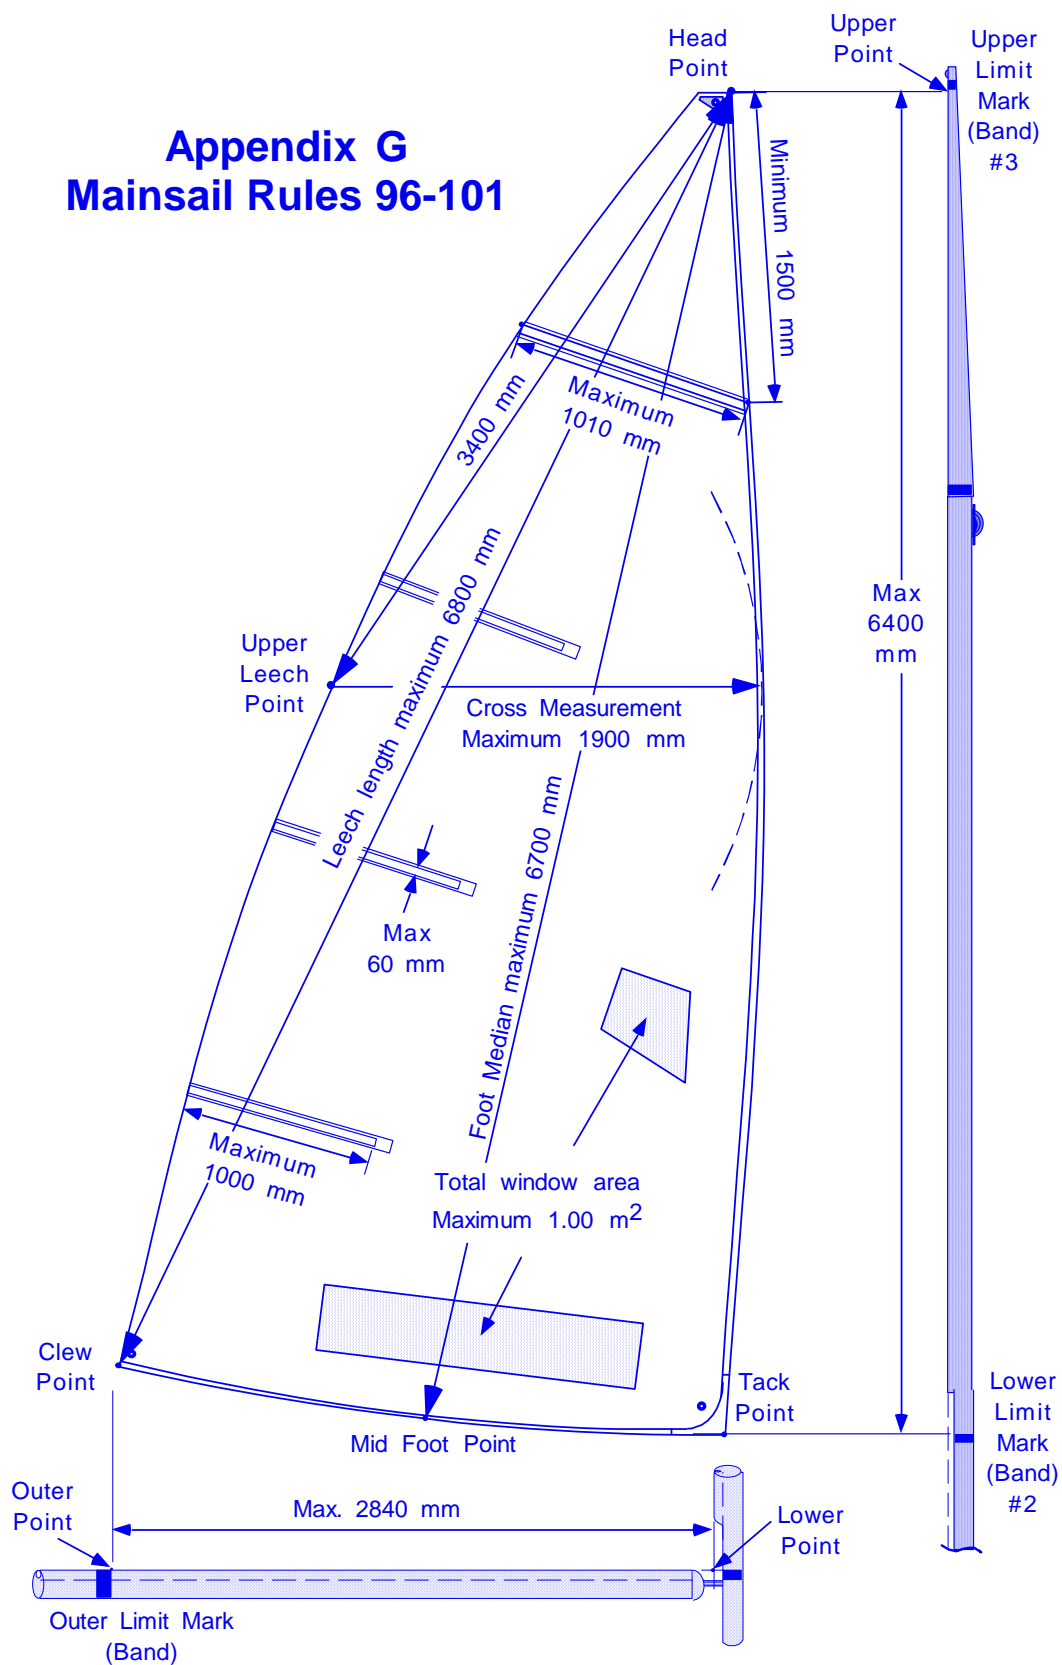 Appendix G
Mainsail Rules 96-101
Head
Point
Upper
Point
Upper
Limit
Mark
(Band)
#3
Minimum 1500 mm
Maximum
1010 mm
3400 mm
Leech length maximum 6800 mm
Max
6400
mm
Upper
Leech
Point
Cross Measurement
Maximum 1900 mm
Foot Median maximum 6700 mm
Max
60 mm
Maximum
1000 mm
Total window area
Maximum 1.00 m²
Clew
Point
Tack
Point
Mid Foot Point
Lower
Limit
Mark
(Band)
#2
Outer
Point
Max. 2840 mm
Lower
Point
Outer Limit Mark
(Band)